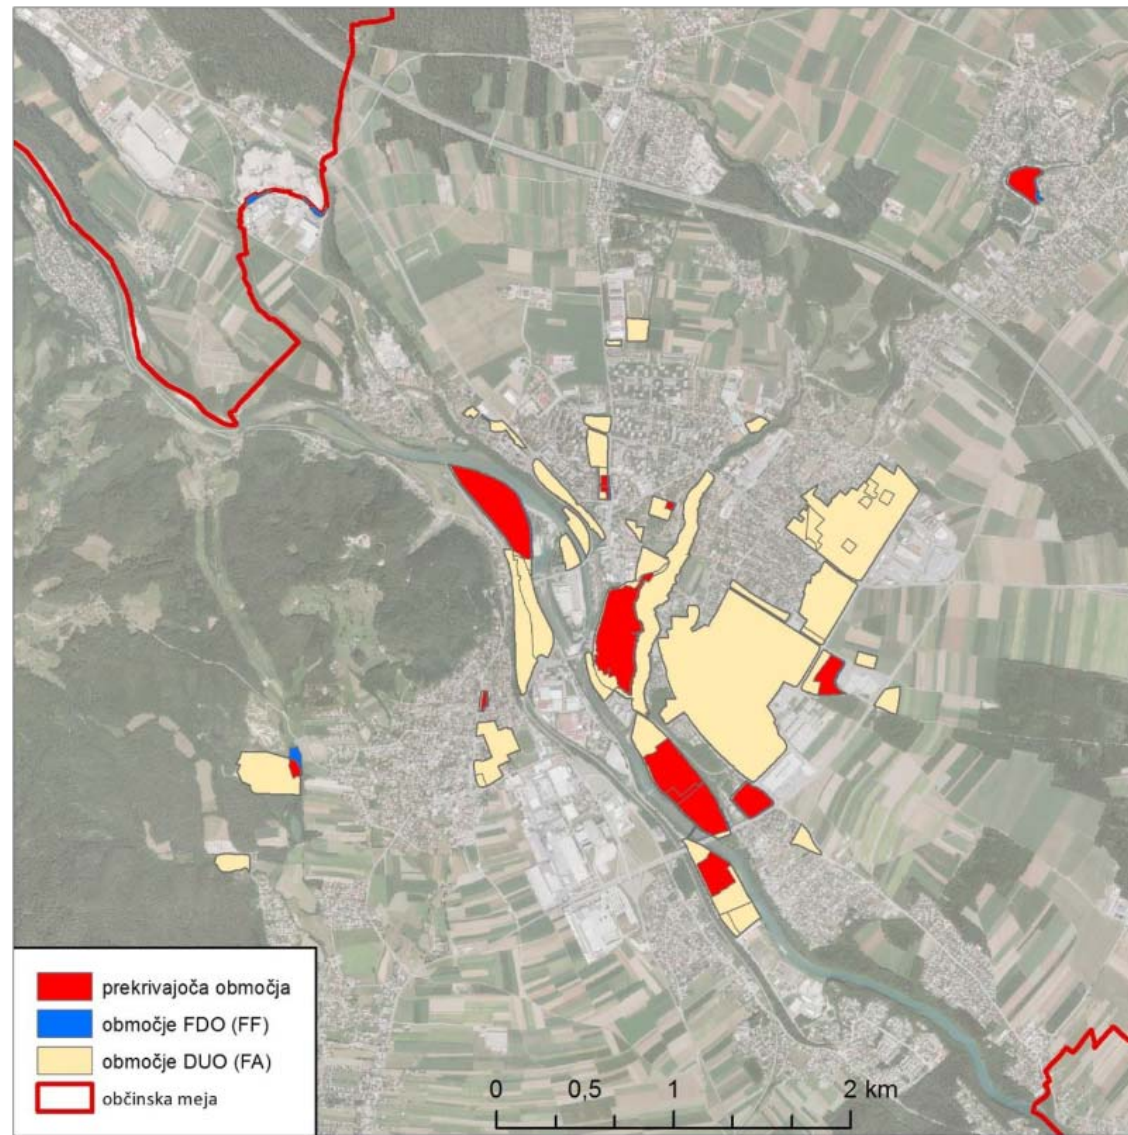 prekrivajoča območja
območje FDO (FF)
območje DUO (FA)
občinska meja
0 0,5 1 2 km